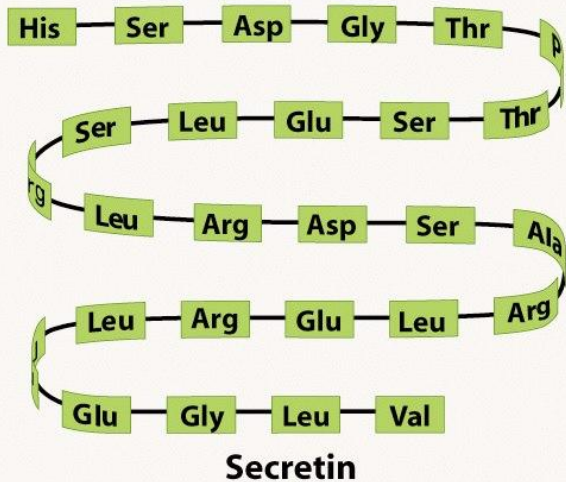 His Ser Asp Gly Thr
Ser Leu Glu Ser Thr
Leu Arg Asp Ser Ala
Leu Arg Glu Leu Arg
Glu Gly Leu Val
Secretin